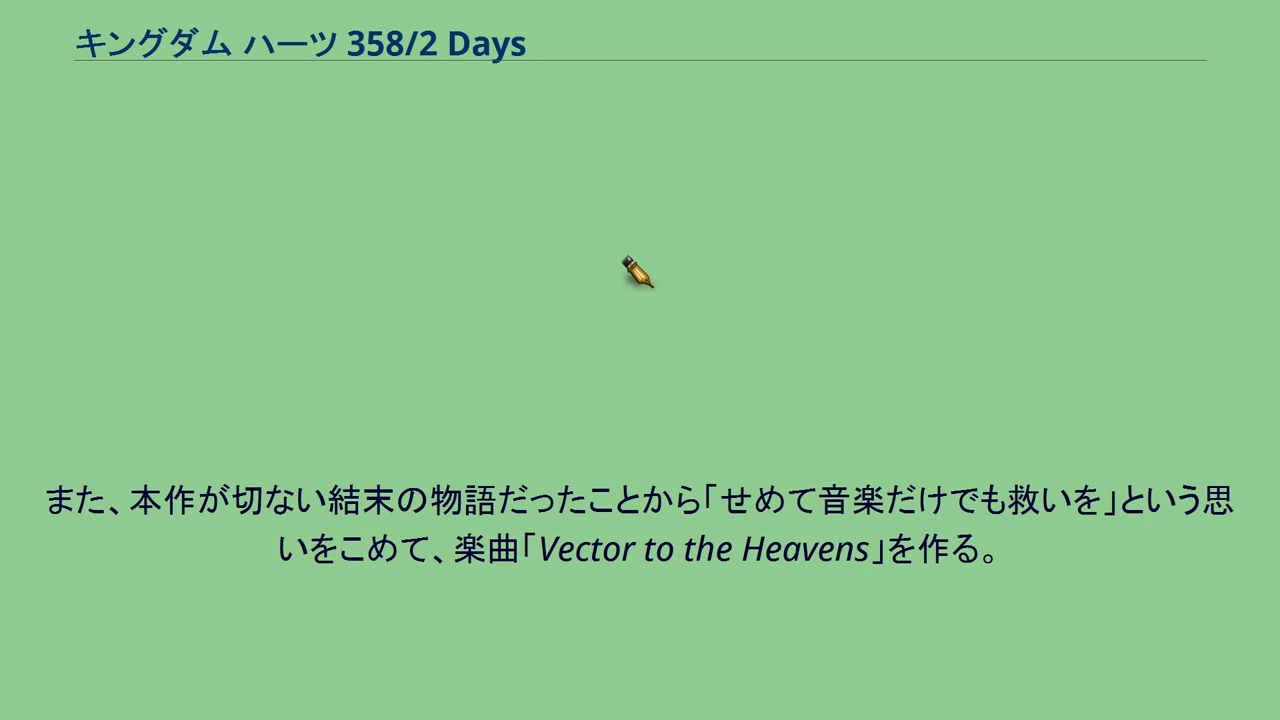 キングダム ハーツ 358/2 Days
また、本作が切ない結末の物語だったことから「せめて音楽だけでも救いを」という思
いをこめて、楽曲「Vector to the Heavens」を作る。